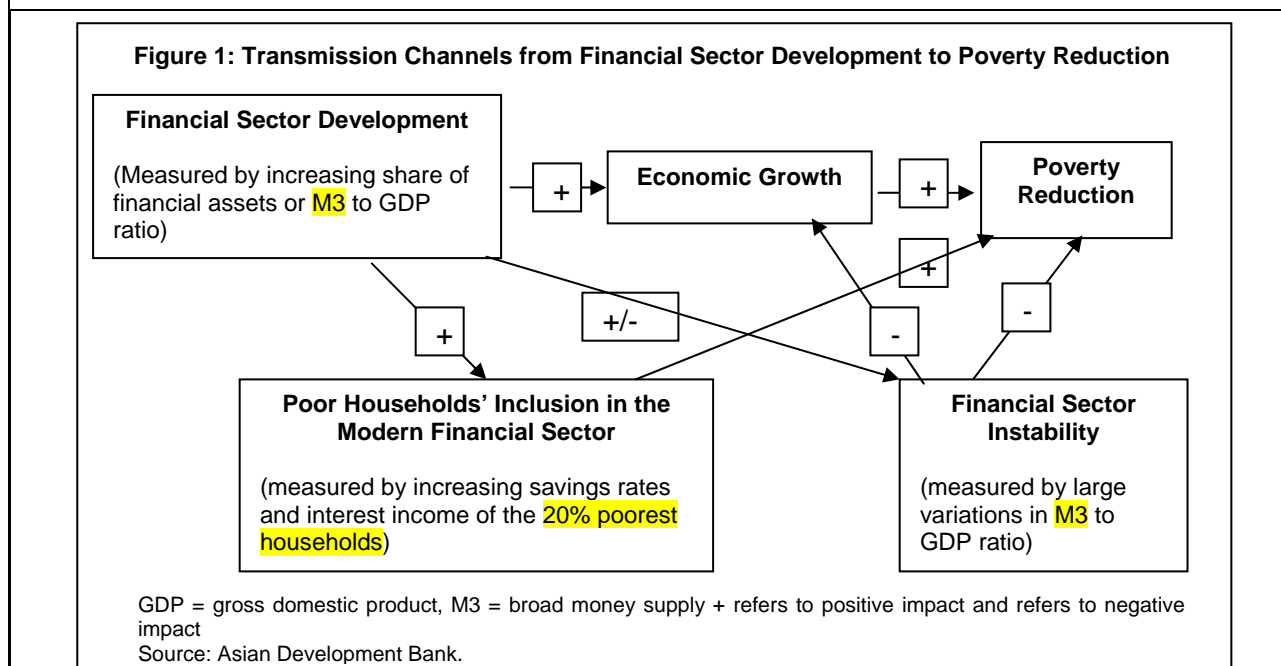 Figure 1: Transmission Channels from Financial Sector Development to Poverty Reduction
Financial Sector Development
(Measured by increasing share of
financial assets or M3 to GDP
ratio)
+
Economic Growth
+
Poverty
Reduction
+
+/-
+
-
-
Poor Households’ Inclusion in the
Modern Financial Sector
(measured by increasing savings rates
and interest income of the 20% poorest
households)
Financial Sector
Instability
(measured by large
variations in M3 to
GDP ratio)
GDP = gross domestic product, M3 = broad money supply + refers to positive impact and refers to negative
impact
Source: Asian Development Bank.